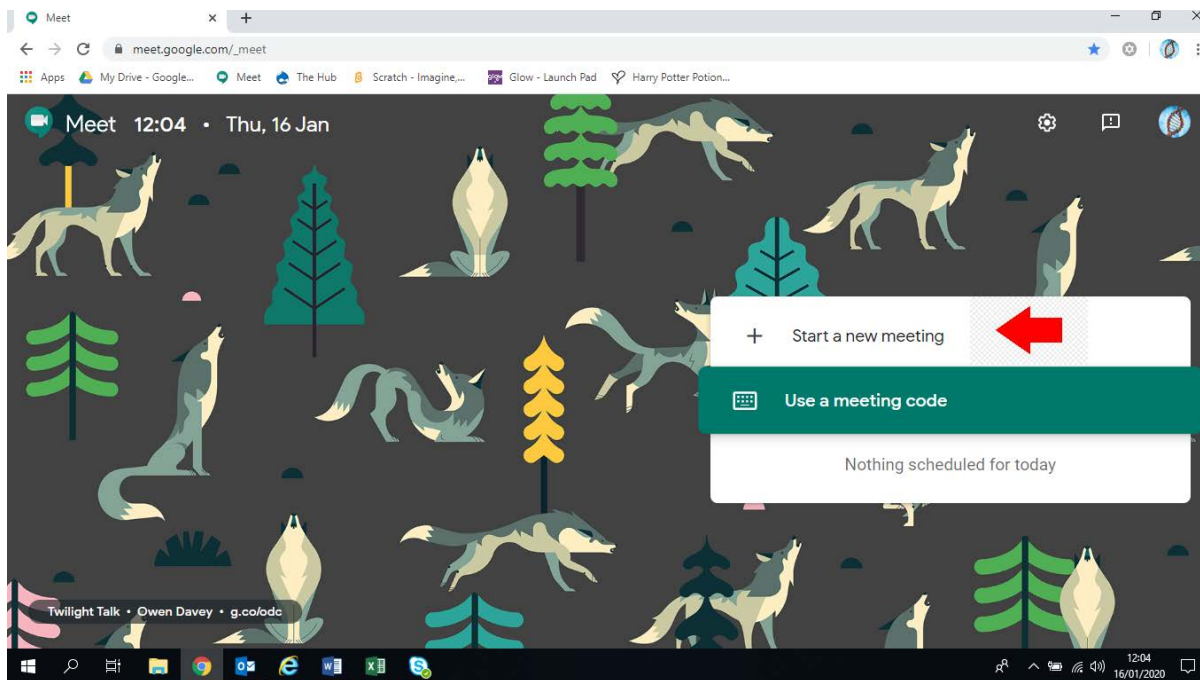 Meet
meet.google.com/_meet
Apps My Drive - Google... Meet The Hub Scratch - Imagine,... Glow - Launch Pad Harry Potter Potion...
Meet 12:04 • Thu, 16 Jan
Start a new meeting
Use a meeting code
Nothing scheduled for today
Twilight Talk • Owen Davey • g.co/odc
12:04
16/01/2020